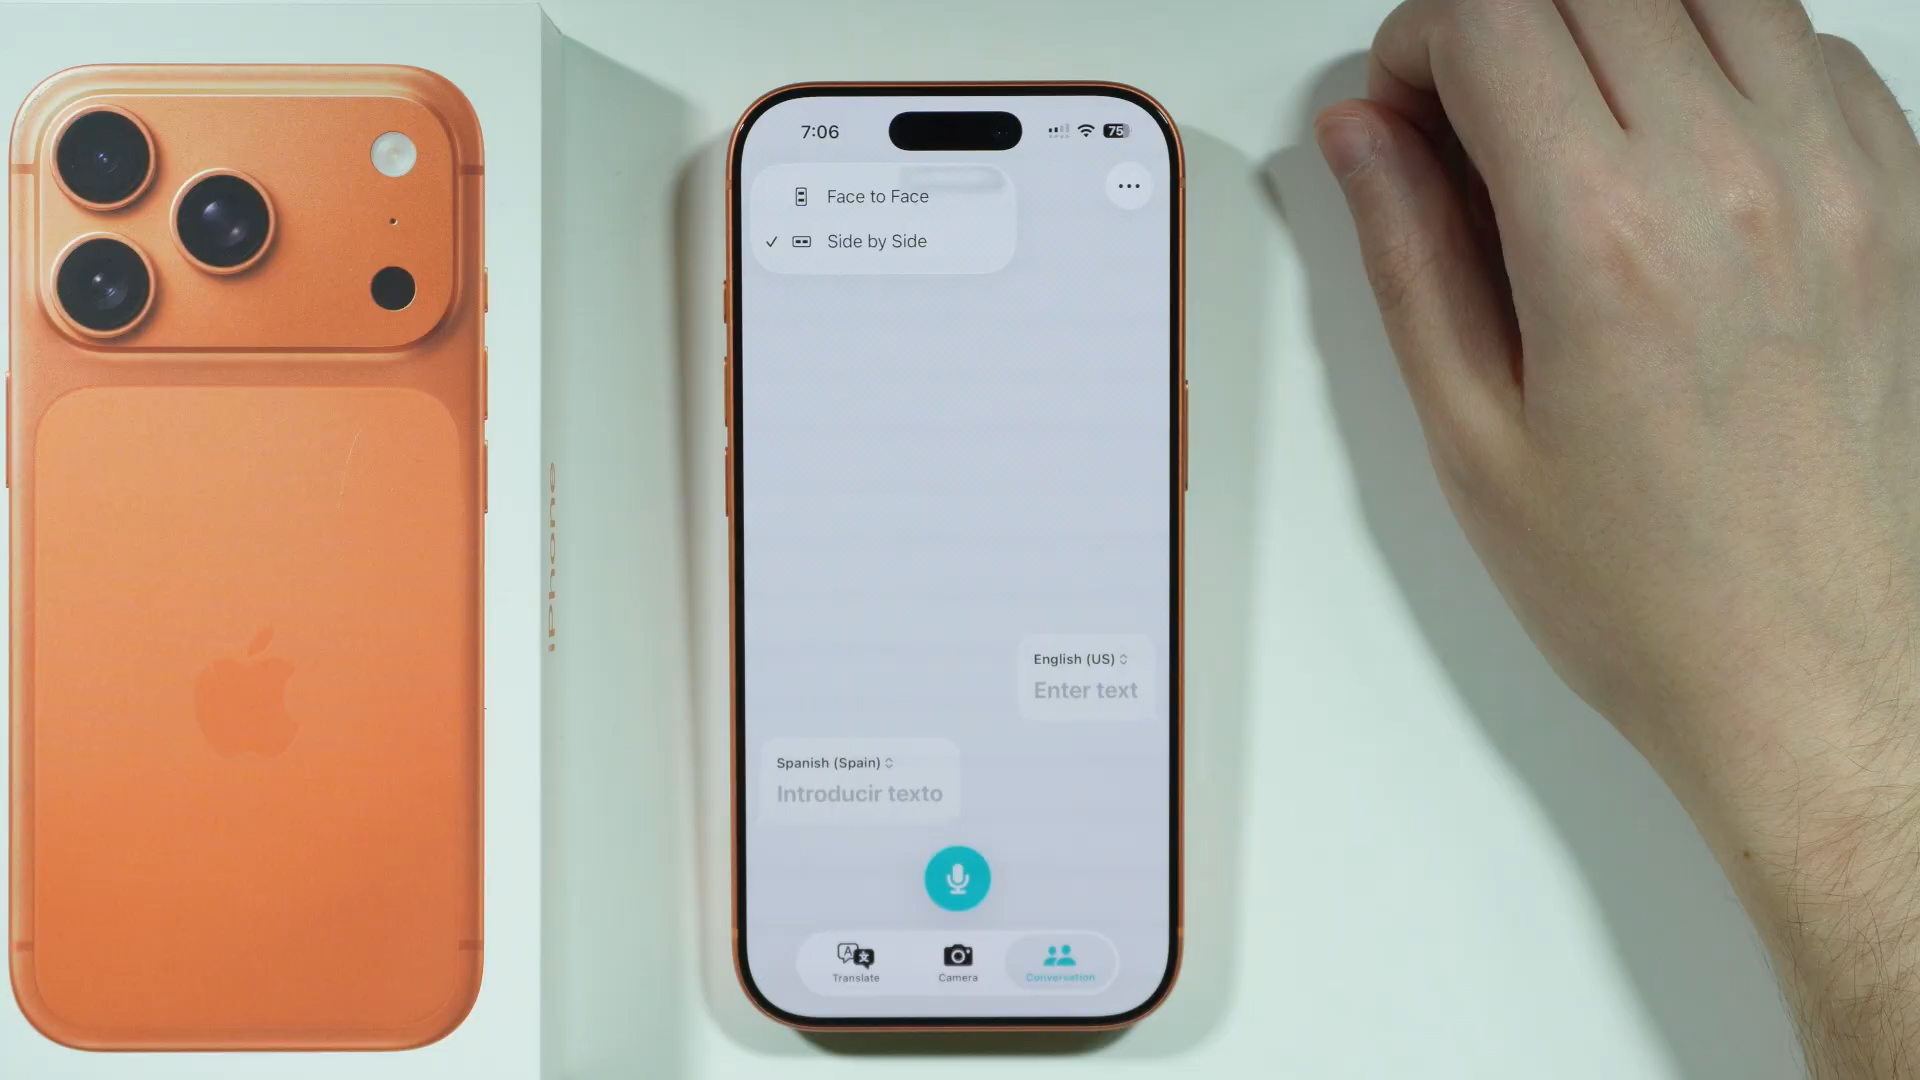 iPhone
7:06
75
Face to Face
Side by Side
English (US)
Enter text
Spanish (Spain)
Introducir texto
Translate
Camera
Conversation